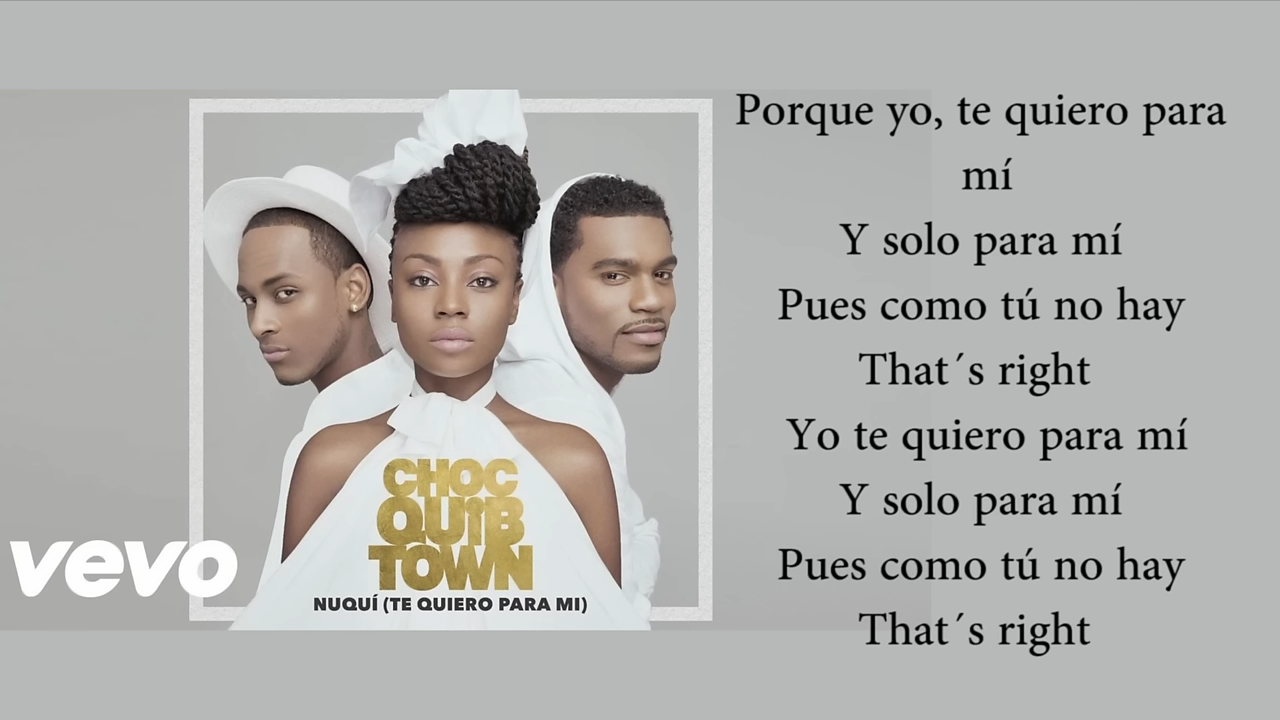 vevo
CHOC
QUIB
TOWN
NUQUÍ (TE QUIERO PARA MI)
Porque yo, te quiero para
mí
Y solo para mí
Pues como tú no hay
That´s right
Yo te quiero para mí
Y solo para mí
Pues como tú no hay
That´s right